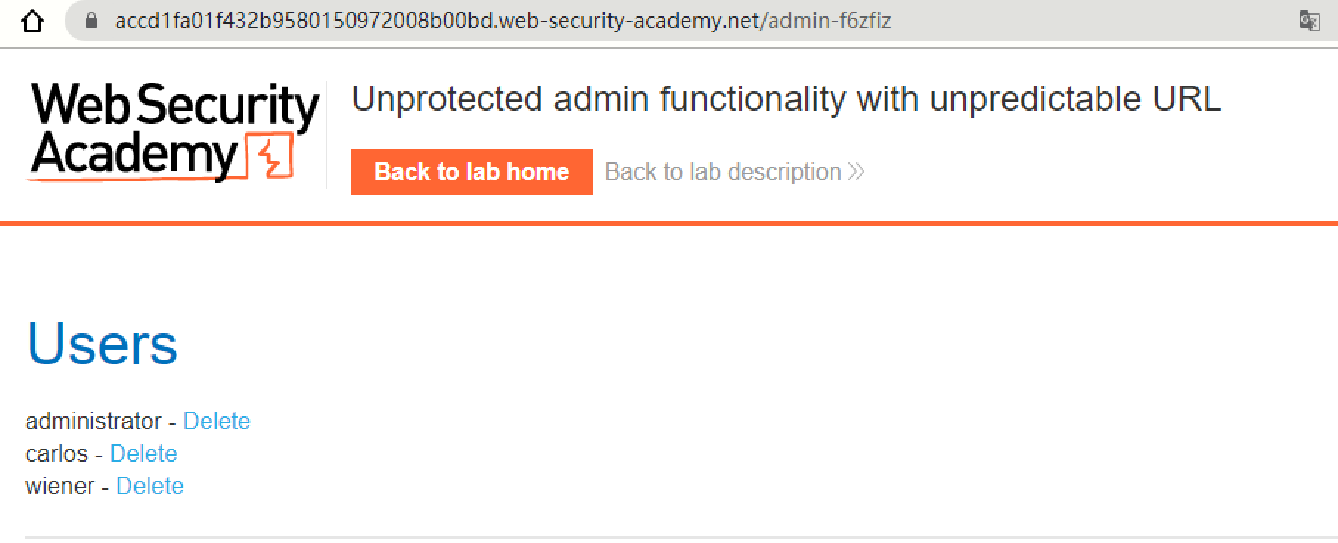 accd1fa01f432b9580150972008b00bd.web-security-academy.net/admin-f6zfiz
Web Security
Academy
Unprotected admin functionality with unpredictable URL
Back to lab home
Back to lab description
Users
administrator - Delete
carlos - Delete
wiener - Delete